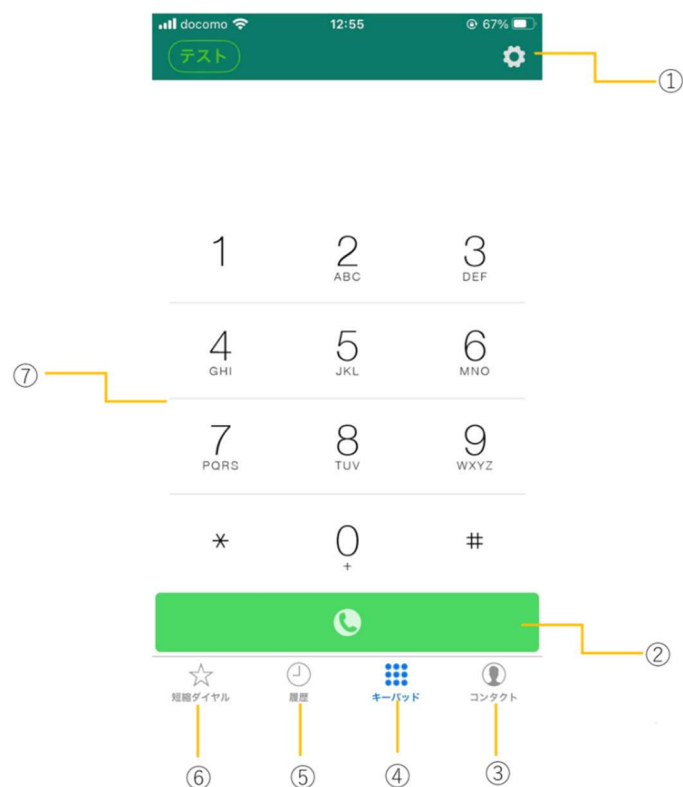 docomo 12:55 67%
テスト
①
1 2 3
ABC DEF
4 5 6
GHI JKL MNO
⑦
7 8 9
PQRS TUV WXYZ
* 0 #
+
②
短縮ダイヤル 履歴 キーパッド コンタクト
⑥ ⑤ ④ ③